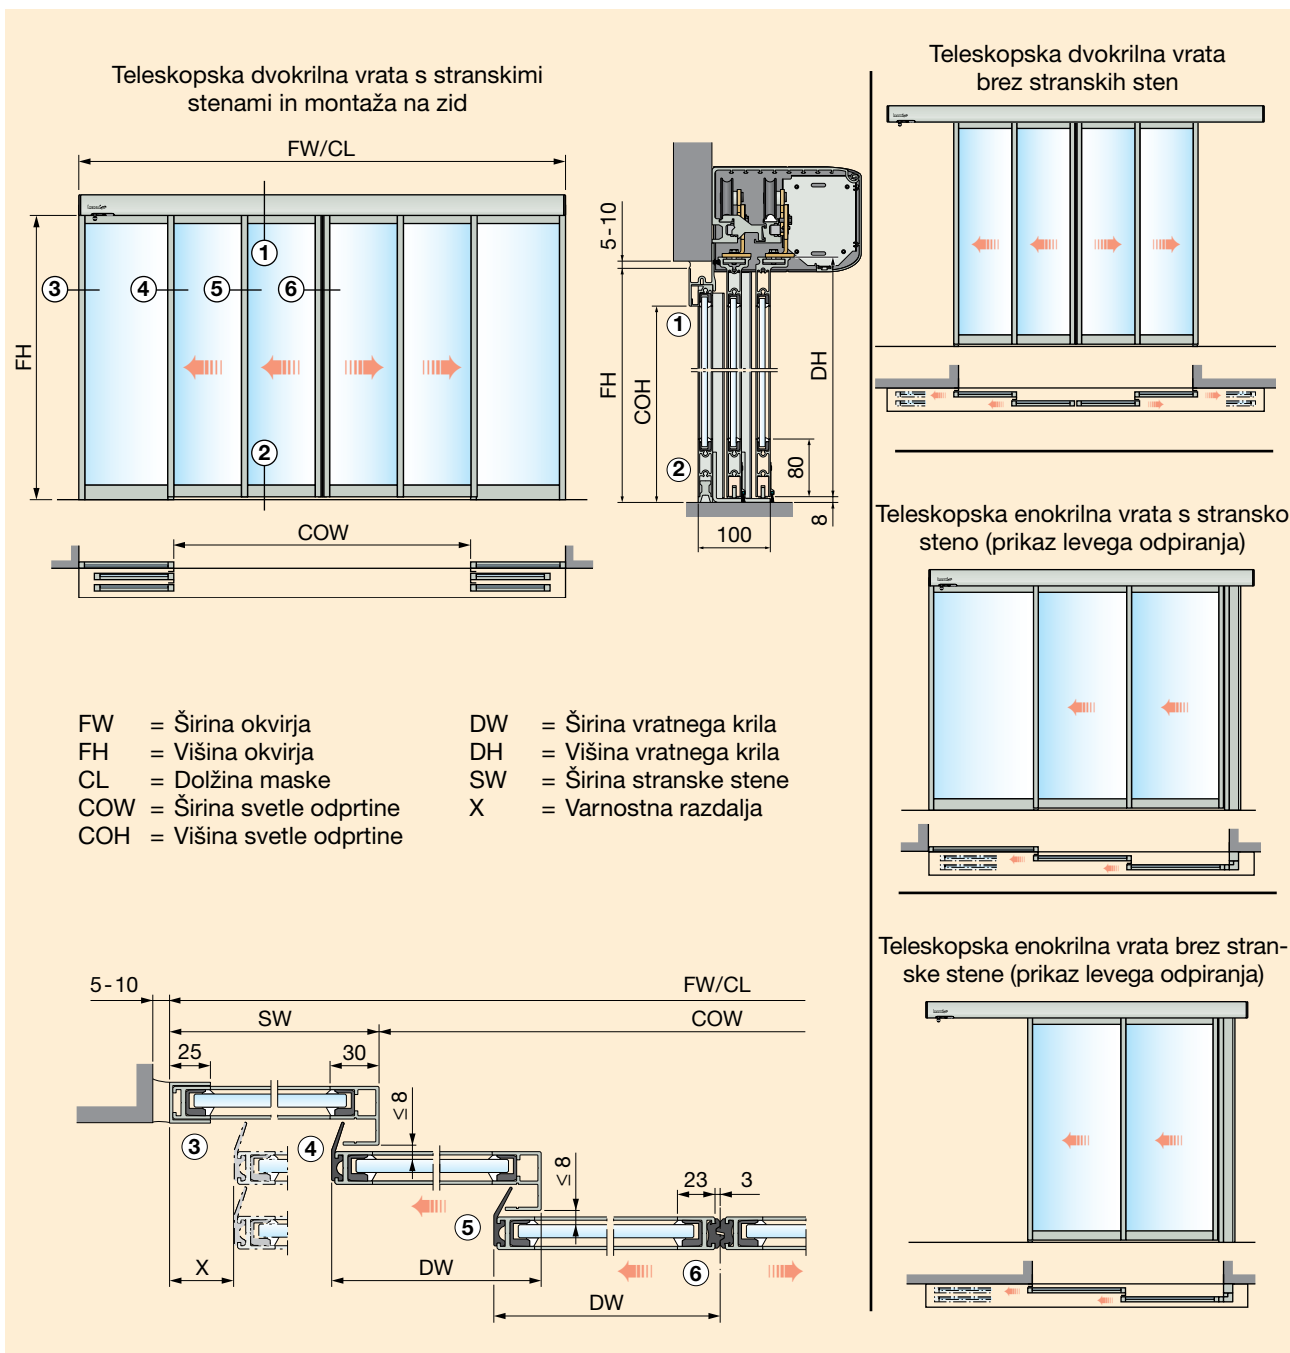 Teleskopska dvokrilna vrata s stranskimi
stenami in montaža na zid
FW/CL
1
3
4
5
6
FH
2
COW
5-10
1
FH
COH
DH
2
80
8
100
Teleskopska dvokrilna vrata
brez stranskih sten
Teleskopska enokrilna vrata s stransko
steno (prikaz levega odpiranja)
Teleskopska enokrilna vrata brez stran-
ske stene (prikaz levega odpiranja)
FW = Širina okvirja
FH = Višina okvirja
CL = Dolžina maske
COW = Širina svetle odprtine
COH = Višina svetle odprtine
DW = Širina vratnega krila
DH = Višina vratnega krila
SW = Širina stranske stene
X = Varnostna razdalja
5-10
FW/CL
SW
COW
25
30
≤ 8
3
4
≤ 8
23
3
5
X
DW
6
DW